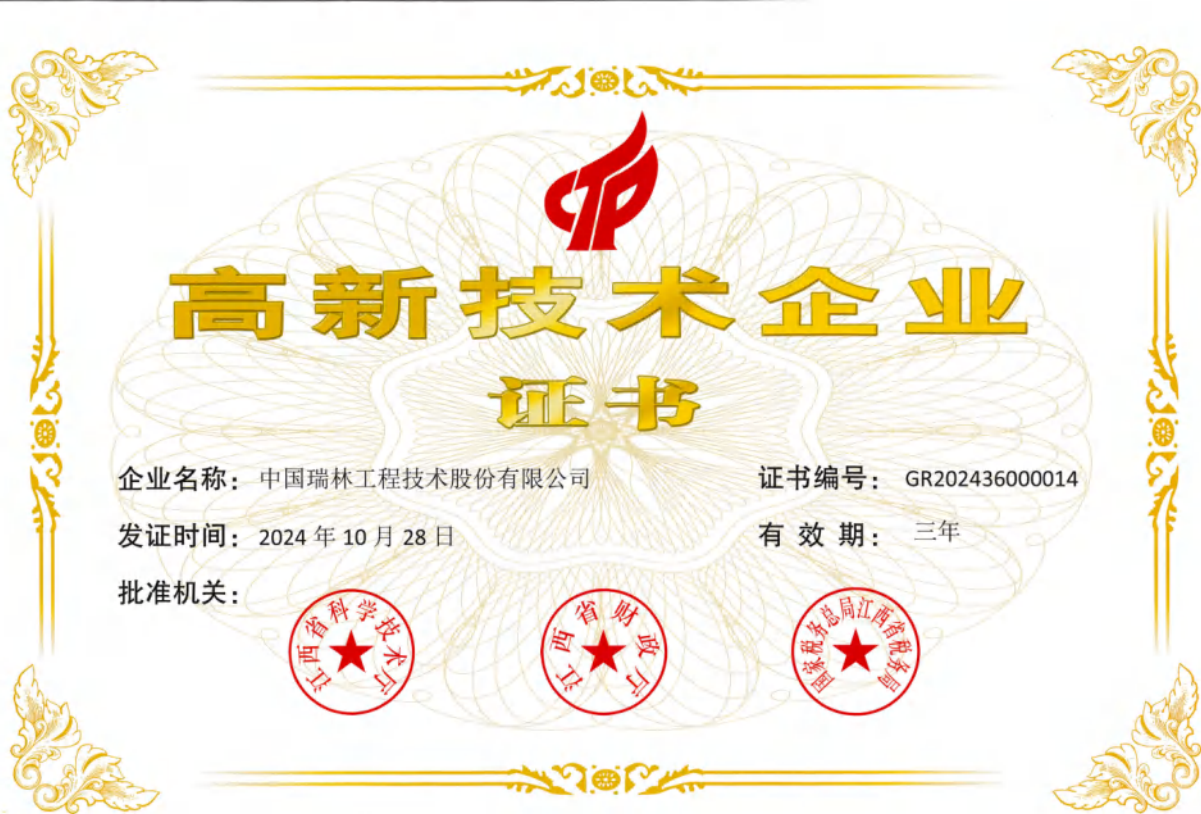 高新技术企业
证书
企业名称：中国瑞林工程技术股份有限公司
证书编号：GR202436000014
发证时间：2024 年 10 月 28 日
有 效 期：三年
批准机关：
江西省科学技术厅
江西省财政厅
国家税务总局江西省税务局